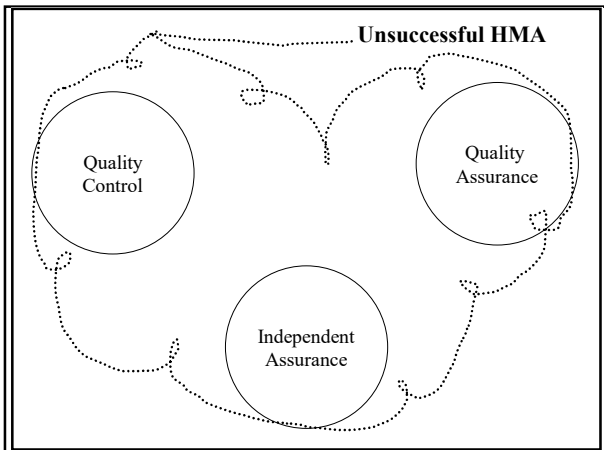 Unsuccessful HMA
Quality
Control
Quality
Assurance
Independent
Assurance